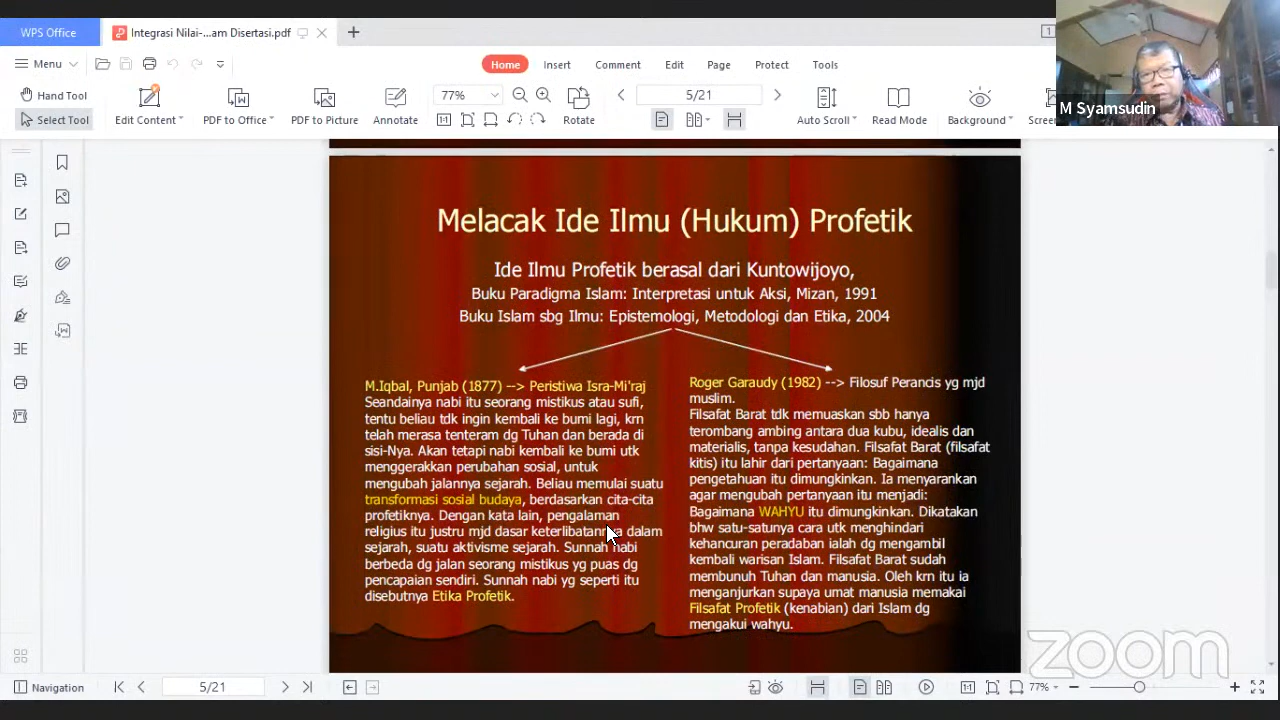 WPS Office
Integrasi Nilai-...am Disertasi.pdf
1
M Syamsudin
Menu
Home
Insert
Comment
Edit
Page
Protect
Tools
Hand Tool
Select Tool
Edit Content
PDF to Office
PDF to Picture
Annotate
77%
Rotate
5/21
Auto Scroll
Read Mode
Background
Screen
Melacak Ide Ilmu (Hukum) Profetik
Ide Ilmu Profetik berasal dari Kuntowijoyo,
Buku Paradigma Islam: Interpretasi untuk Aksi, Mizan, 1991
Buku Islam sbg Ilmu: Epistemologi, Metodologi dan Etika, 2004
M.Iqbal, Punjab (1877) --> Peristiwa Isra-Mi'raj
Seandainya nabi itu seorang mistikus atau sufi,
tentu beliau tdk ingin kembali ke bumi lagi, krn
telah merasa tenteram dg Tuhan dan berada di
sisi-Nya. Akan tetapi nabi kembali ke bumi utk
menggerakkan perubahan sosial, untuk
mengubah jalannya sejarah. Beliau memulai suatu
transformasi sosial budaya, berdasarkan cita-cita
profetiknya. Dengan kata lain, pengalaman
religius itu justru mjd dasar keterlibatannya dalam
sejarah, suatu aktivisme sejarah. Sunnah nabi
berbeda dg jalan seorang mistikus yg puas dg
pencapaian sendiri. Sunnah nabi yg seperti itu
disebutnya Etika Profetik.
Roger Garaudy (1982) --> Filosuf Perancis yg mjd
muslim.
Filsafat Barat tdk memuaskan sbb hanya
terombang ambing antara dua kubu, idealis dan
materialis, tanpa kesudahan. Filsafat Barat (filsafat
kitis) itu lahir dari pertanyaan: Bagaimana
pengetahuan itu dimungkinkan. Ia menyarankan
agar mengubah pertanyaan itu menjadi:
Bagaimana WAHYU itu dimungkinkan. Dikatakan
bhw satu-satunya cara utk menghindari
kehancuran peradaban ialah dg mengambil
kembali warisan Islam. Filsafat Barat sudah
membunuh Tuhan dan manusia. Oleh krn itu ia
menganjurkan supaya umat manusia memakai
Filsafat Profetik (kenabian) dari Islam dg
mengakui wahyu.
zoom
Navigation
5/21
77%